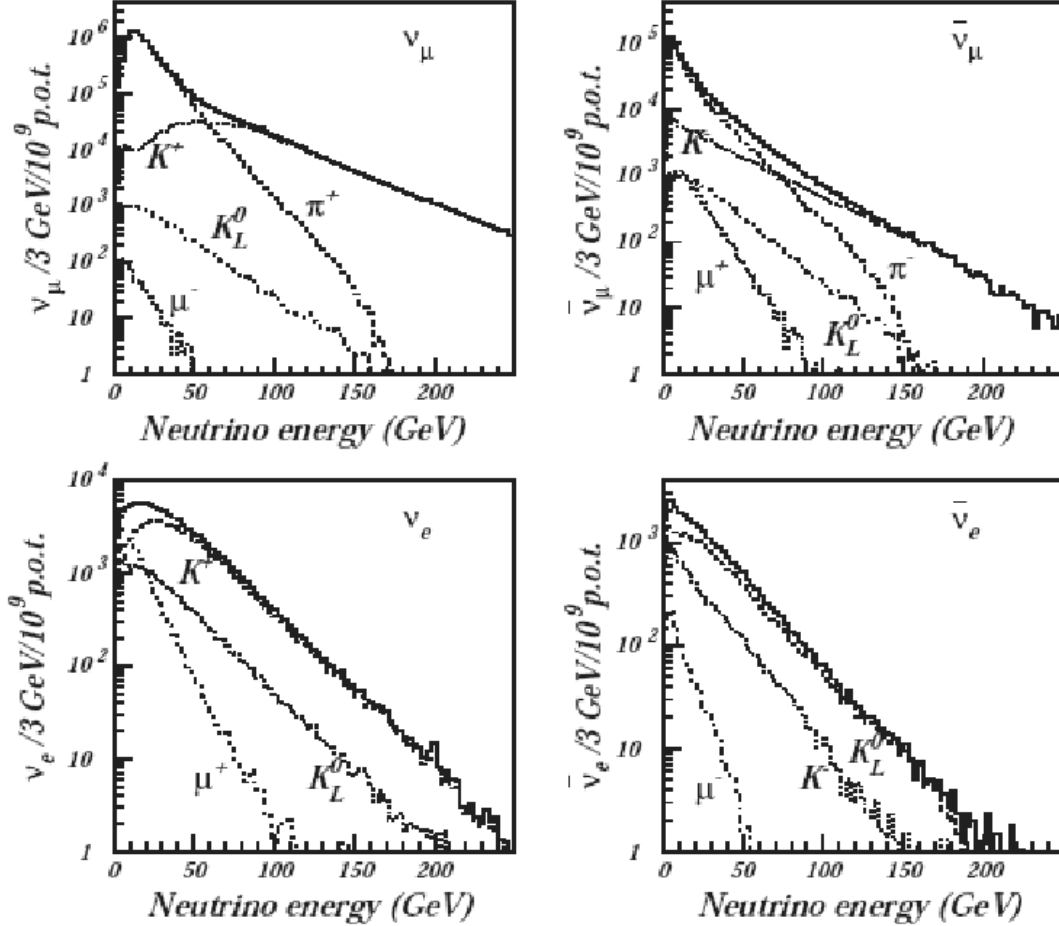 ν_μ/3 GeV/10^9 p.o.t.
10^6
10^5
10^4
10^3
10^2
10
1
ν_μ
K^+
π^+
K_L^0
μ^-
0 50 100 150 200
Neutrino energy (GeV)
ν̄_μ/3 GeV/10^9 p.o.t.
10^5
10^4
10^3
10^2
10
1
ν̄_μ
K^-
μ^+
π^-
K_L^0
0 50 100 150 200
Neutrino energy (GeV)
ν_e/3 GeV/10^9 p.o.t.
10^4
10^3
10^2
10
1
ν_e
K^+
μ^+
K_L^0
0 50 100 150 200
Neutrino energy (GeV)
ν̄_e/3 GeV/10^9 p.o.t.
10^3
10^2
10
1
ν̄_e
K_L^0
K^-
μ^-
0 50 100 150 200
Neutrino energy (GeV)